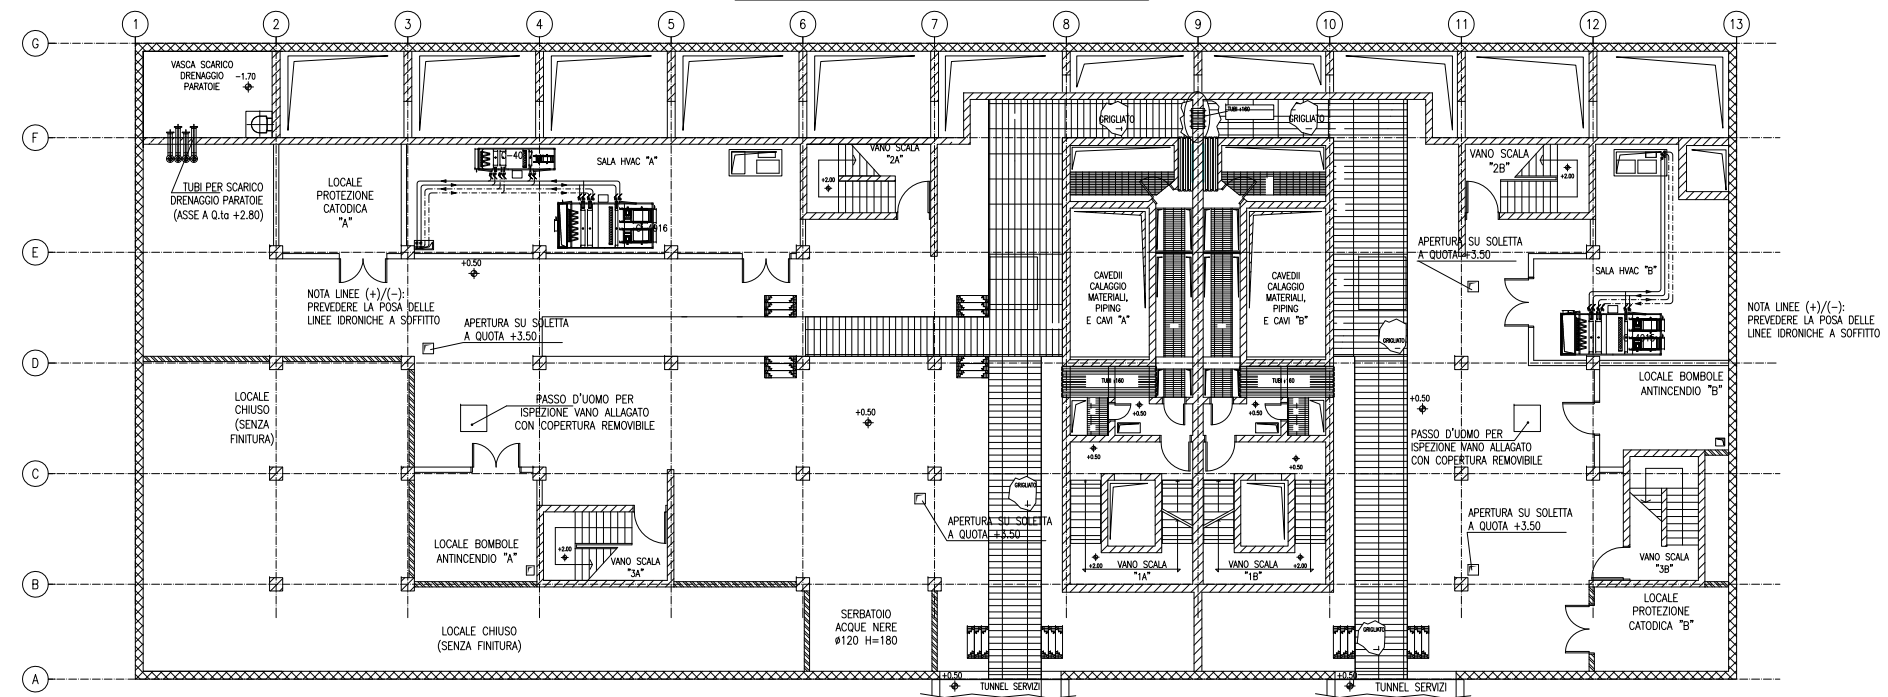 1 2 3 4 5 6 7 8 9 10 11 12 13
G
VASCA SCARICO
DRENAGGIO
PARATOIE
-1.70
TUBI ø160
GRIGLIATO
GRIGLIATO
F
TUBI PER SCARICO
DRENAGGIO PARATOIE
(ASSE A Q.ta +2.80)
LOCALE
PROTEZIONE
CATODICA
"A"
SALA HVAC "A"
VANO SCALA
"2A"
+2.00
VANO SCALA
"2B"
+2.00
E
+0.50
NOTA LINEE (+)/(-):
PREVEDERE LA POSA DELLE
LINEE IDRONICHE A SOFFITTO
APERTURA SU SOLETTA
A QUOTA +3.50
CAVEDII
CALAGGIO
MATERIALI,
PIPING
E CAVI "A"
CAVEDII
CALAGGIO
MATERIALI,
PIPING
E CAVI "B"
APERTURA SU SOLETTA
A QUOTA +3.50
SALA HVAC "B"
NOTA LINEE (+)/(-):
PREVEDERE LA POSA DELLE
LINEE IDRONICHE A SOFFITTO
GRIGLIATO
D
LOCALE
CHIUSO
(SENZA
FINITURA)
PASSO D'UOMO PER
ISPEZIONE VANO ALLAGATO
CON COPERTURA REMOVIBILE
+0.50
TUBI ø160
TUBI ø160
+0.50
+0.50
+0.50
+0.50
+0.50
PASSO D'UOMO PER
ISPEZIONE VANO ALLAGATO
CON COPERTURA REMOVIBILE
LOCALE BOMBOLE
ANTINCENDIO "B"
C
GRIGLIATO
LOCALE BOMBOLE
ANTINCENDIO "A"
+2.00
VANO SCALA
"3A"
APERTURA SU SOLETTA
A QUOTA +3.50
+2.00
VANO SCALA
"1A"
VANO SCALA
"1B"
+2.00
APERTURA SU SOLETTA
A QUOTA +3.50
VANO SCALA
"3B"
B
LOCALE CHIUSO
(SENZA FINITURA)
SERBATOIO
ACQUE NERE
ø120 H=180
GRIGLIATO
LOCALE
PROTEZIONE
CATODICA "B"
A
+0.50
TUNNEL SERVIZI
+0.50
TUNNEL SERVIZI